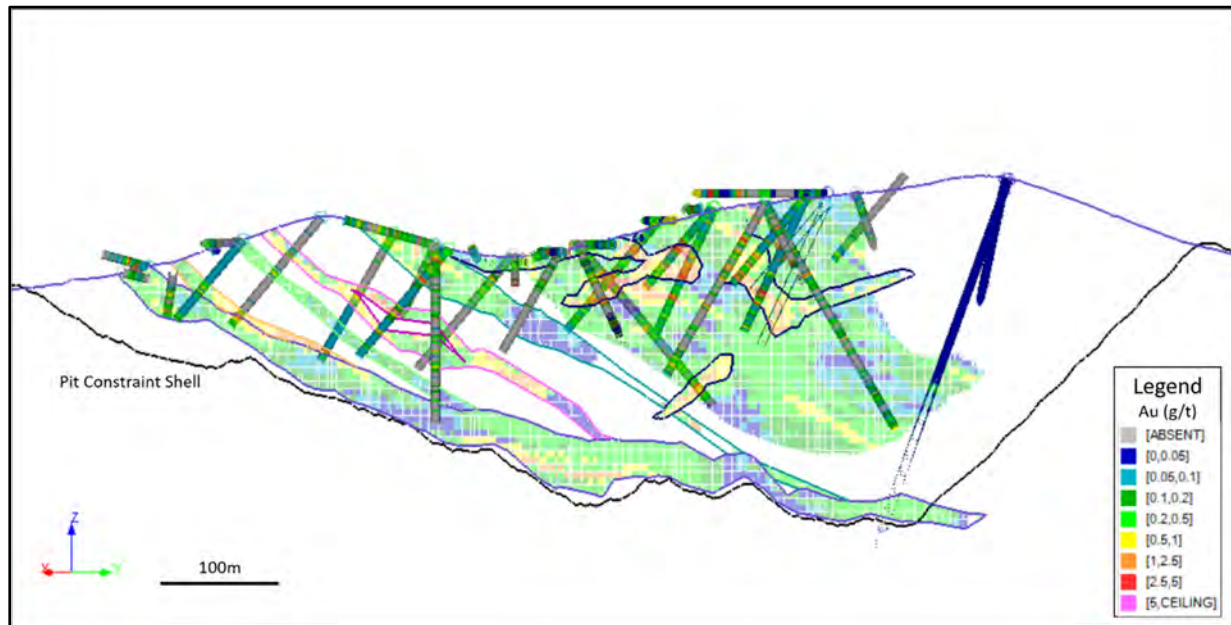 Pit Constraint Shell
Legend
Au (g/t)
[ABSENT]
[0,0.05]
[0.05,0.1]
[0.1,0.2]
[0.2,0.5]
[0.5,1]
[1,2.5]
[2.5,5]
[5,CEILING]
Z
X
Y
100m